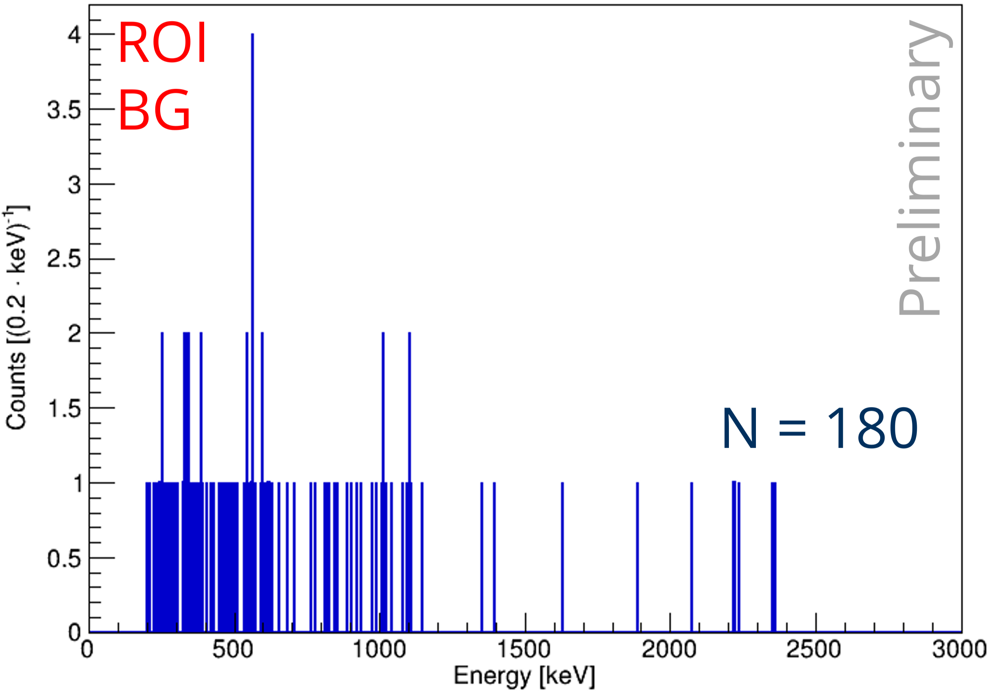 ROI
BG
Preliminary
N = 180
Counts [(0.2 · keV)⁻¹]
4
3.5
3
2.5
2
1.5
1
0.5
0
0 500 1000 1500 2000 2500 3000
Energy [keV]